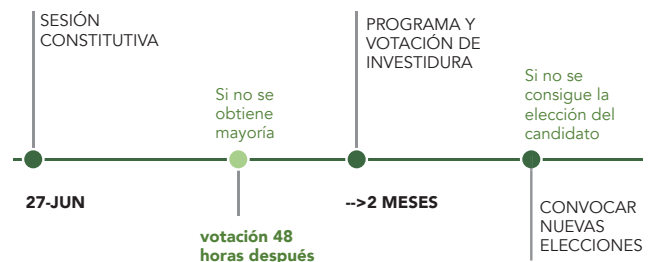 SESIÓN
CONSTITUTIVA
27-JUN
Si no se
obtiene
mayoría
votación 48
horas después
PROGRAMA Y
VOTACIÓN DE
INVESTIDURA
-->2 MESES
Si no se
consigue la
elección del
candidato
CONVOCAR
NUEVAS
ELECCIONES